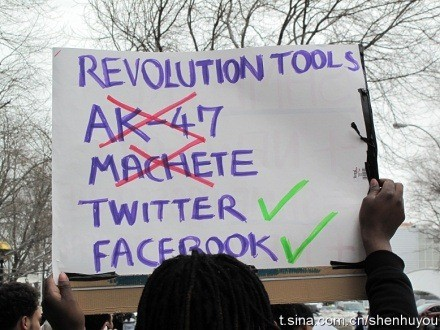 REVOLUTION TOOLS
AK-47
MACHETE
TWITTER ✓
FACEBOOK ✓
t.sina.com.cn/shenhuyou